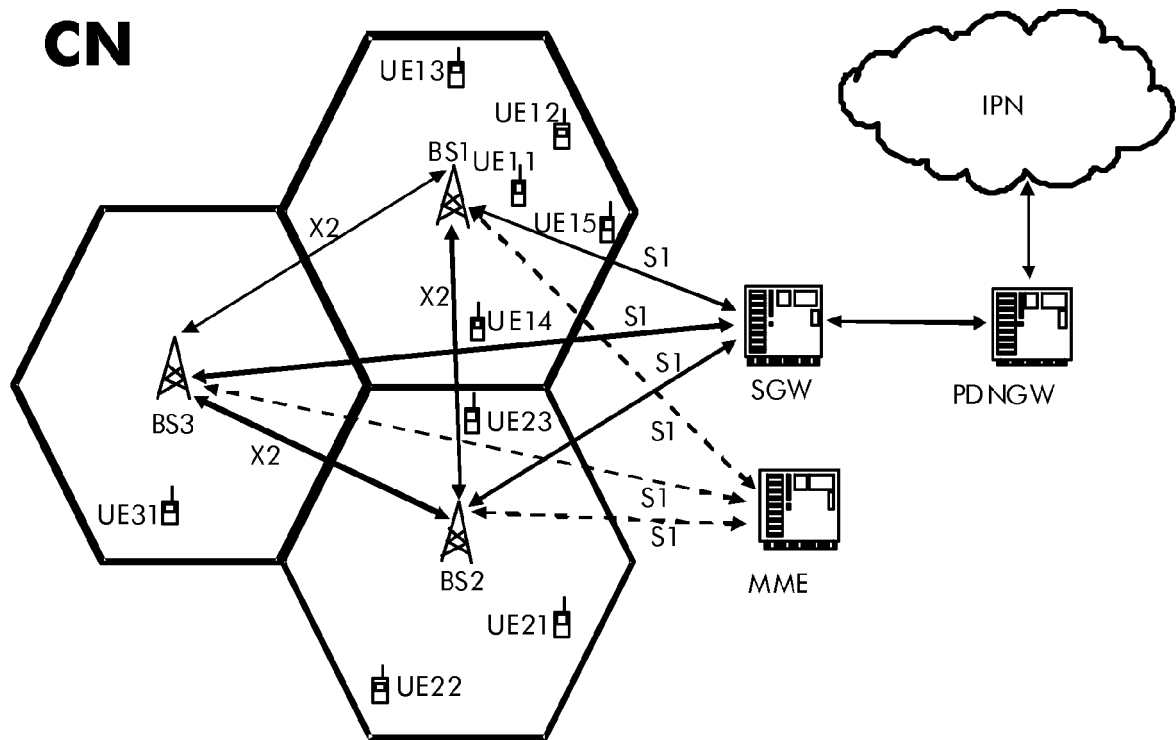 CN
UE13
UE12
IPN
BS1
UE11
UE15
X2
S1
X2
UE14
S1
S1
SGW
PDNGW
BS3
UE23
S1
X2
UE31
S1
S1
BS2
MME
UE21
UE22